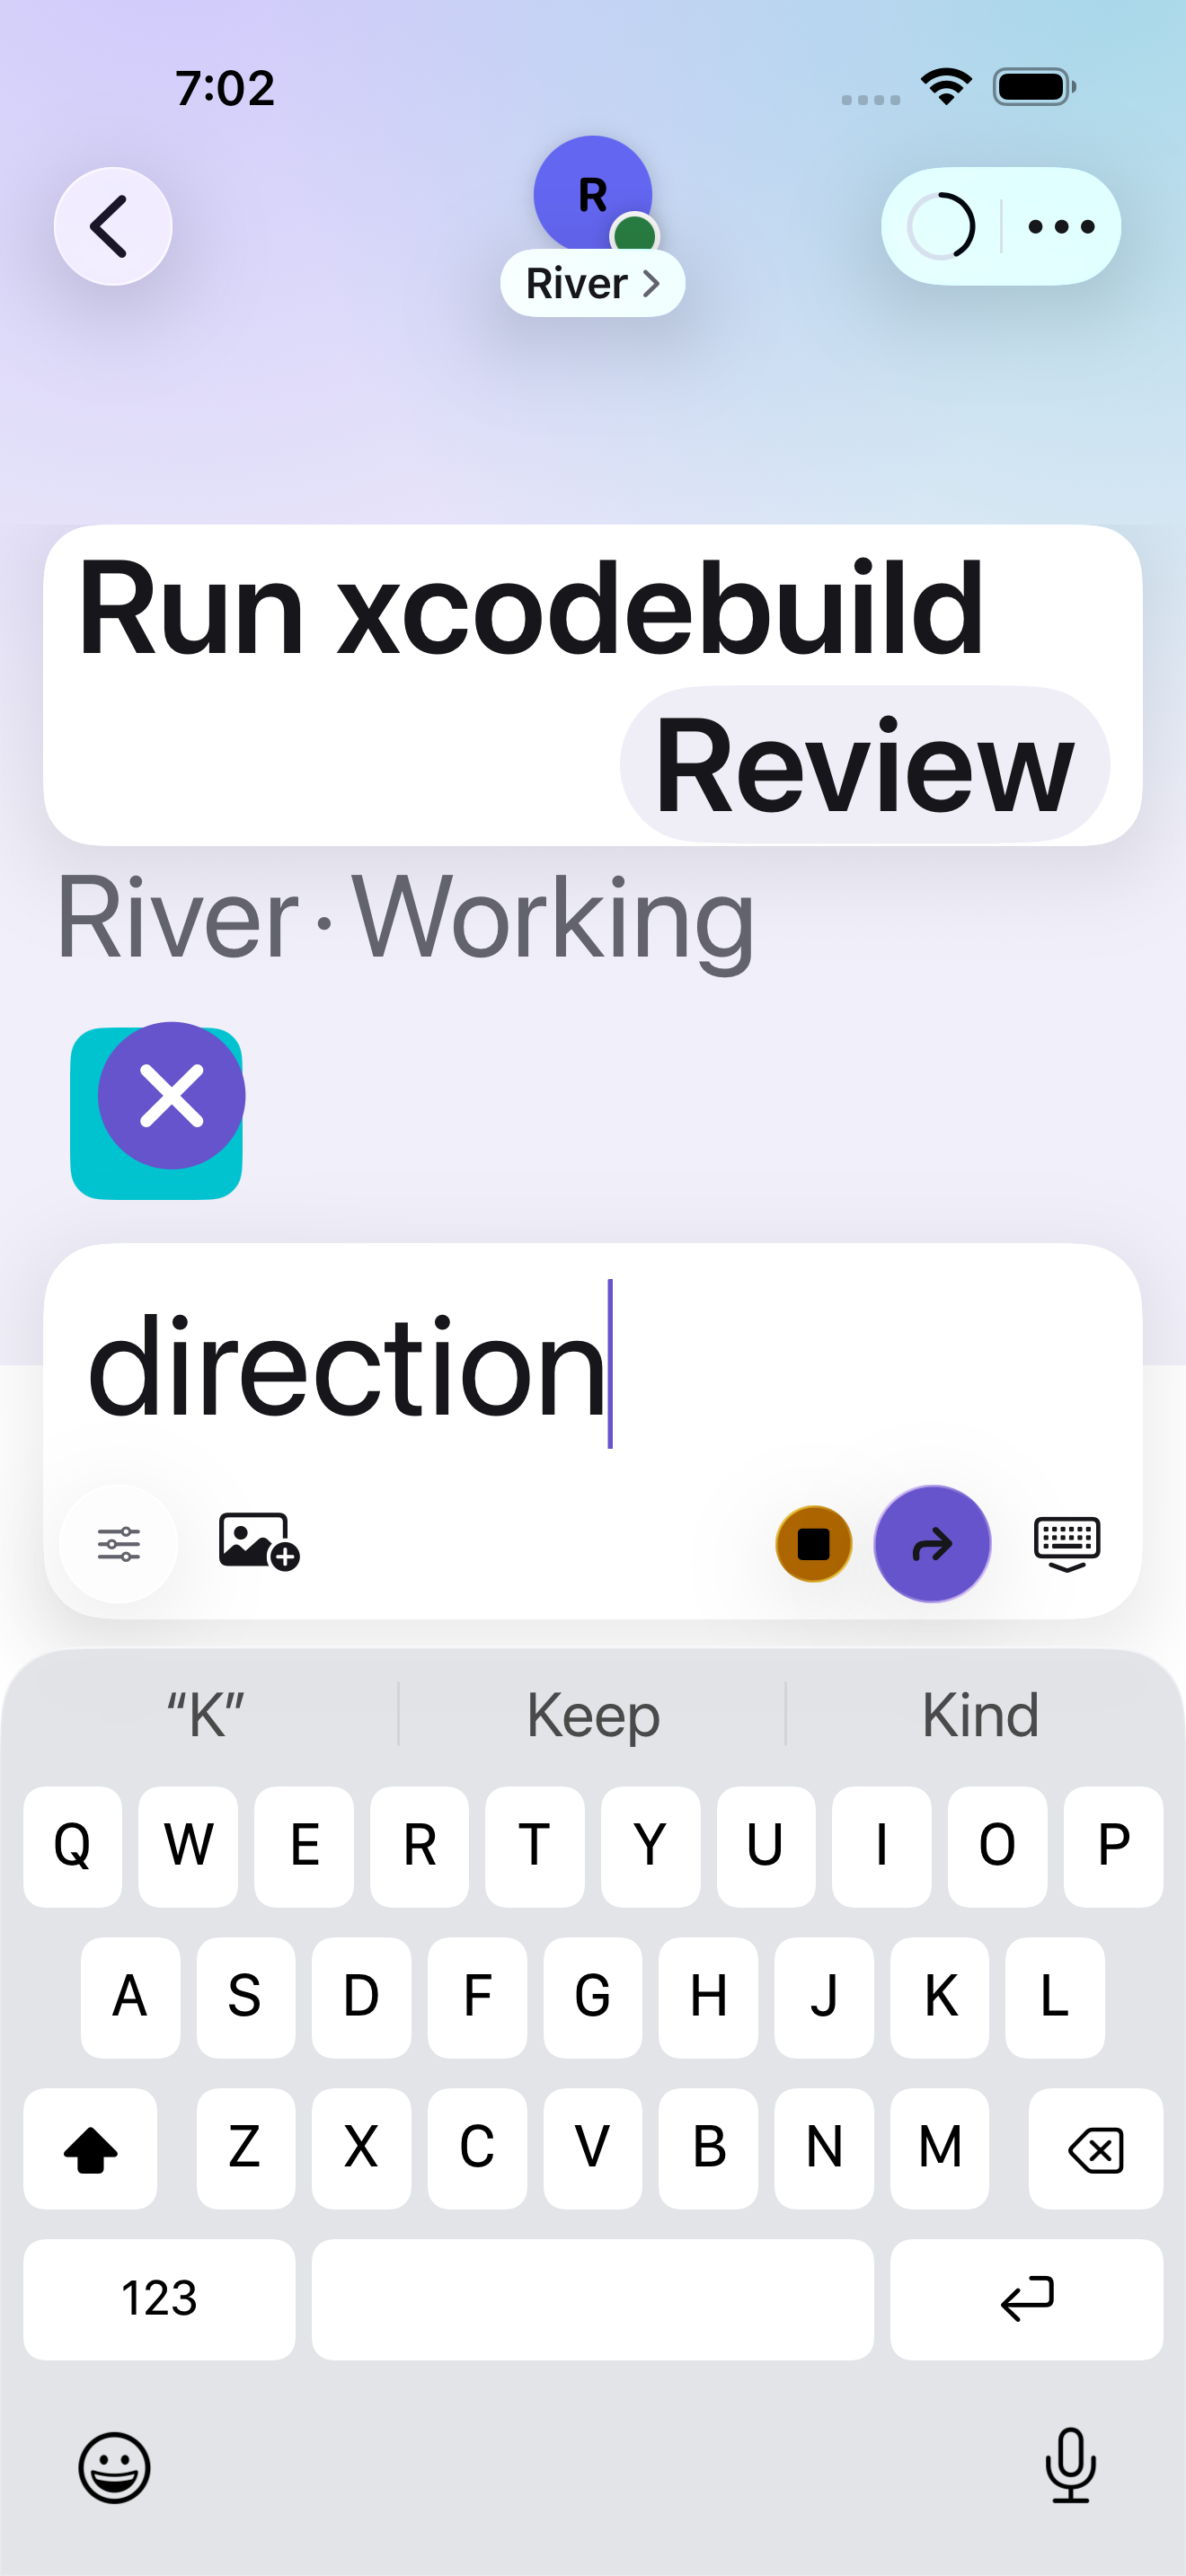 7:02
R
River
Run xcodebuild
Review
River · Working
direction
“K” Keep Kind
Q W E R T Y U I O P
A S D F G H J K L
Z X C V B N M
123